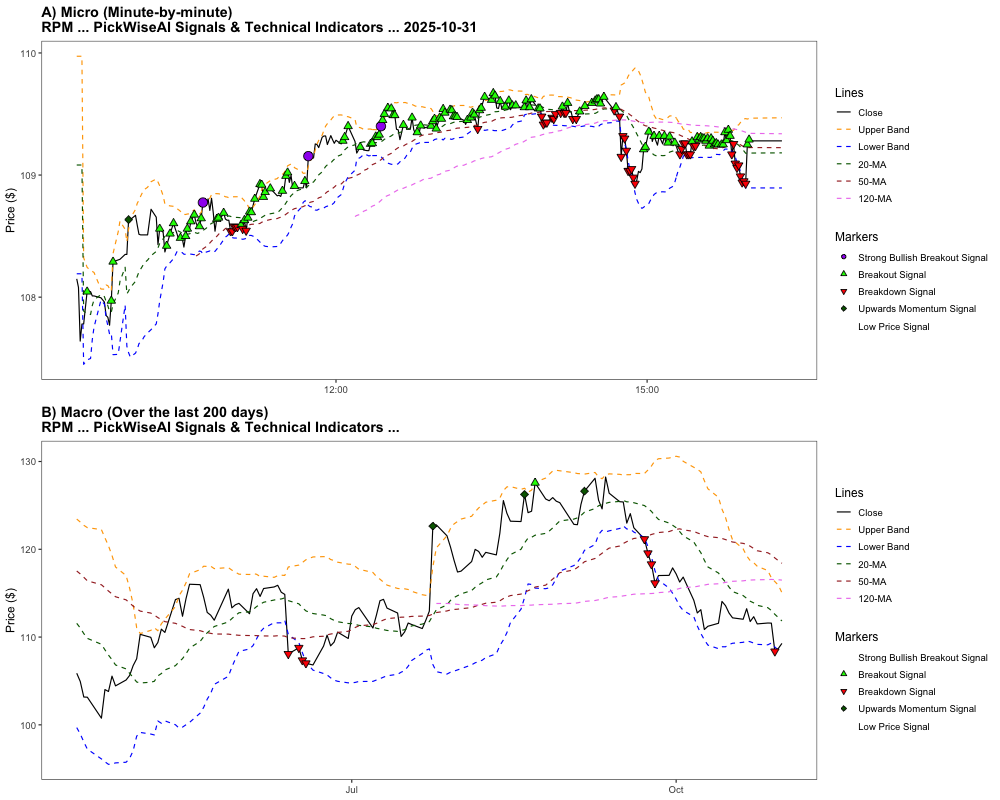 A) Micro (Minute-by-minute)
RPM ... PickWiseAI Signals & Technical Indicators ... 2025-10-31
Price ($)
110
109
108
12:00
15:00
Lines
Close
Upper Band
Lower Band
20-MA
50-MA
120-MA
Markers
Strong Bullish Breakout Signal
Breakout Signal
Breakdown Signal
Upwards Momentum Signal
Low Price Signal
B) Macro (Over the last 200 days)
RPM ... PickWiseAI Signals & Technical Indicators ...
Price ($)
130
120
110
100
Jul
Oct
Lines
Close
Upper Band
Lower Band
20-MA
50-MA
120-MA
Markers
Strong Bullish Breakout Signal
Breakout Signal
Breakdown Signal
Upwards Momentum Signal
Low Price Signal